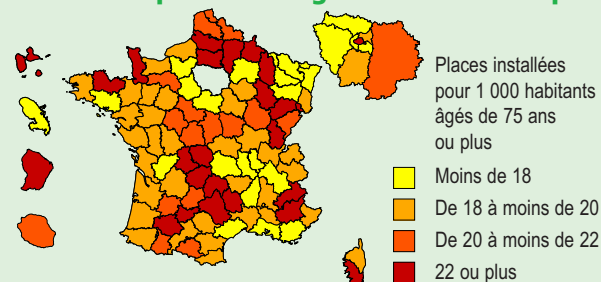 Places installées
pour 1 000 habitants
âgés de 75 ans
ou plus
Moins de 18
De 18 à moins de 20
De 20 à moins de 22
22 ou plus